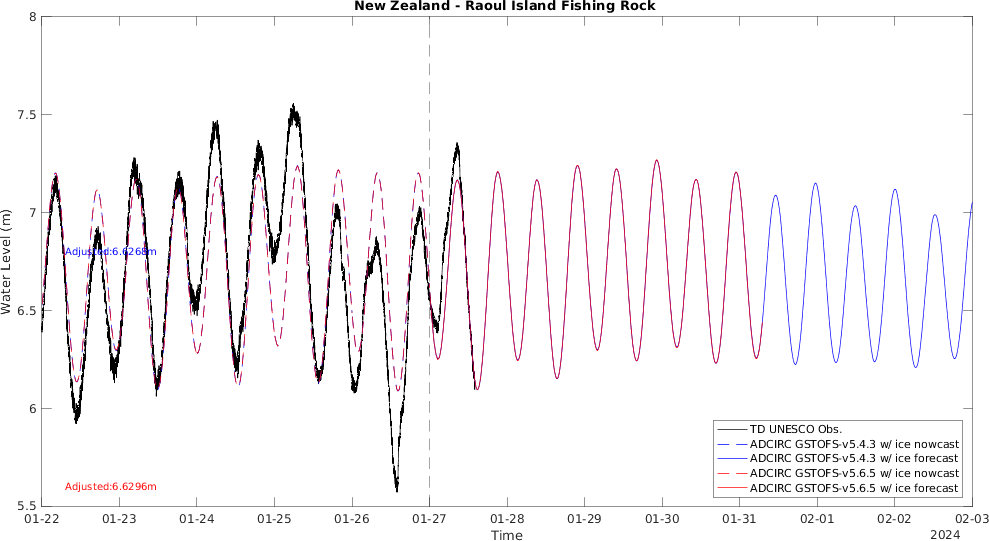 New Zealand - Raoul Island Fishing Rock
8
7.5
7
6.5
6
5.5
Water Level (m)
Adjusted:6.6268m
Adjusted:6.6296m
TD UNESCO Obs.
ADCIRC GSTOFS-v5.4.3 w/ ice nowcast
ADCIRC GSTOFS-v5.4.3 w/ ice forecast
ADCIRC GSTOFS-v5.6.5 w/ ice nowcast
ADCIRC GSTOFS-v5.6.5 w/ ice forecast
01-22 01-23 01-24 01-25 01-26 01-27 01-28 01-29 01-30 01-31 02-01 02-02 02-03
Time
2024